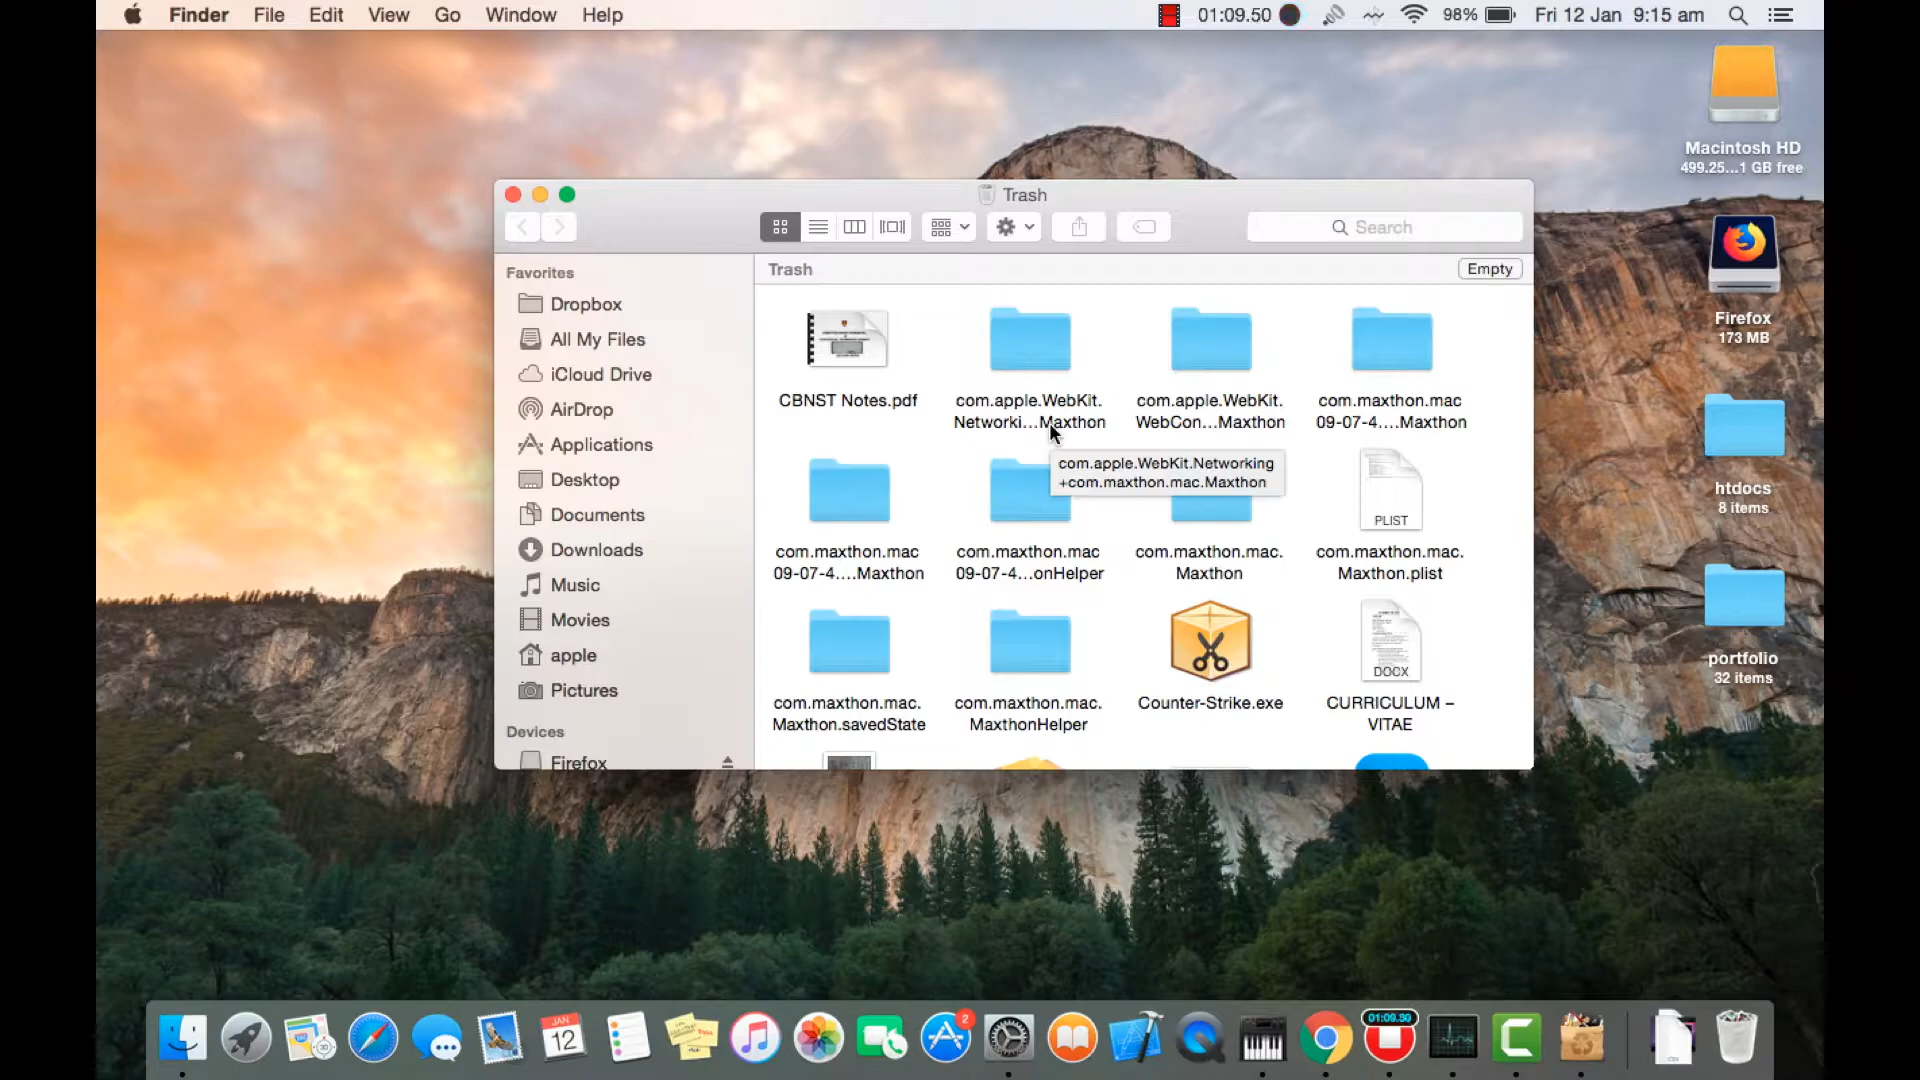 Finder File Edit View Go Window Help 01:09.50 98% Fri 12 Jan 9:15 am
Macintosh HD
499.25...1 GB free
Trash
Search
Favorites
Dropbox
All My Files
iCloud Drive
AirDrop
Applications
Desktop
Documents
Downloads
Music
Movies
apple
Pictures
Devices
Firefox
Trash Empty
CBNST Notes.pdf
com.apple.WebKit.
Networki...Maxthon
com.apple.WebKit.
WebCon...Maxthon
com.maxthon.mac
09-07-4....Maxthon
com.apple.WebKit.Networking
+com.maxthon.mac.Maxthon
com.maxthon.mac
09-07-4....Maxthon
com.maxthon.mac
09-07-4...onHelper
com.maxthon.mac.
Maxthon
PLIST
com.maxthon.mac.
Maxthon.plist
com.maxthon.mac.
Maxthon.savedState
com.maxthon.mac.
MaxthonHelper
Counter-Strike.exe
DOCX
CURRICULUM –
VITAE
Firefox
173 MB
htdocs
8 items
portfolio
32 items
JAN
12
2
01:09.50